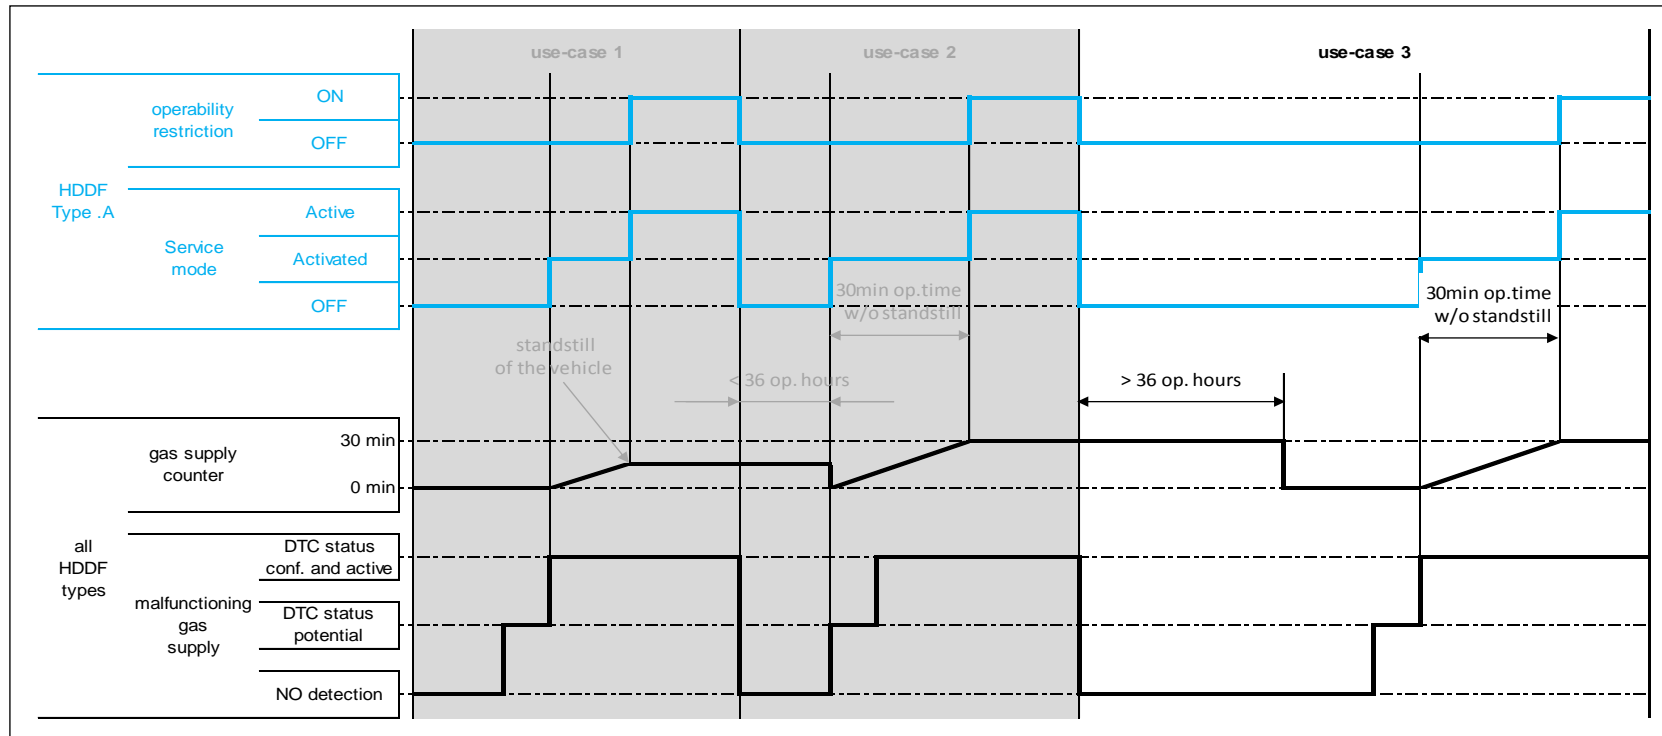 use-case 1
use-case 2
use-case 3
HDDF
Type .A
operability
restriction
ON
OFF
Service
mode
Active
Activated
OFF
30min op.time
w/o standstill
30min op.time
w/o standstill
standstill
of the vehicle
< 36 op. hours
> 36 op. hours
all
HDDF
types
gas supply
counter
30 min
0 min
malfunctioning
gas
supply
DTC status
conf. and active
DTC status
potential
NO detection